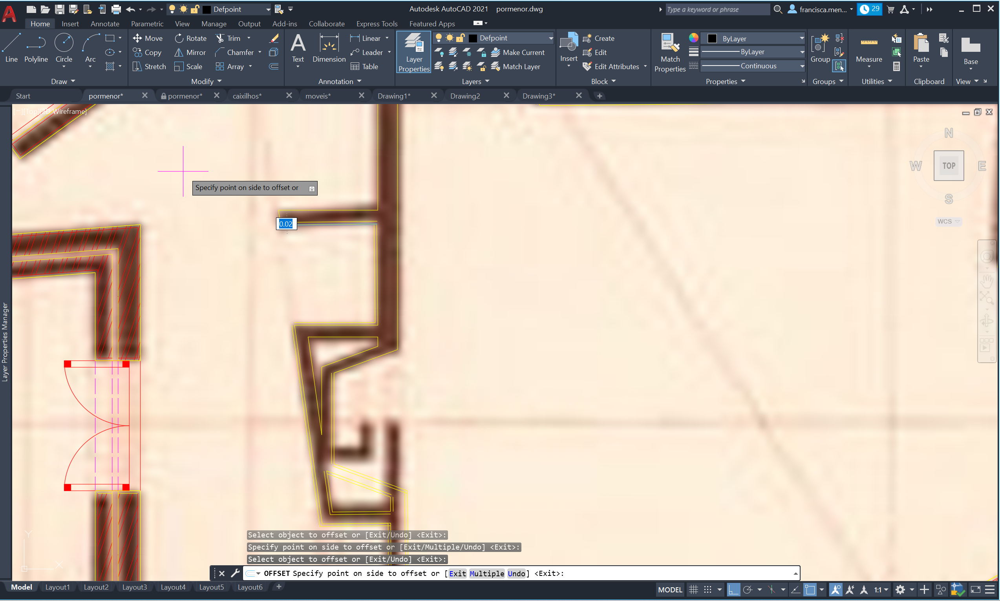 Defpoint
Autodesk AutoCAD 2021 pormenor.dwg
Type a keyword or phrase
francisca.men...
29
Home Insert Annotate Parametric View Manage Output Add-ins Collaborate Express Tools Featured Apps
Line Polyline Circle Arc
Move Rotate Trim
Copy Mirror Chamfer
Stretch Scale Array
Text Dimension
Linear
Leader
Table
Layer Properties
Defpoint
Make Current
Match Layer
Insert
Create
Edit
Edit Attributes
Match Properties
ByLayer
ByLayer
Continuous
Group
Measure
Paste
Base
Draw Modify Annotation Layers Block Properties Groups Utilities Clipboard View
Start pormenor* pormenor* caixilhos* moveis* Drawing1* Drawing2 Drawing3*
[−][Top][2D Wireframe]
N
W TOP E
S
WCS
Specify point on side to offset or
0.02
Layer Properties Manager
Y
X
Select object to offset or [Exit/Undo] <Exit>:
Specify point on side to offset or [Exit/Multiple/Undo] <Exit>:
Select object to offset or [Exit/Undo] <Exit>:
OFFSET Specify point on side to offset or [Exit Multiple Undo] <Exit>:
Model Layout1 Layout2 Layout3 Layout4 Layout5 Layout6
MODEL
1:1